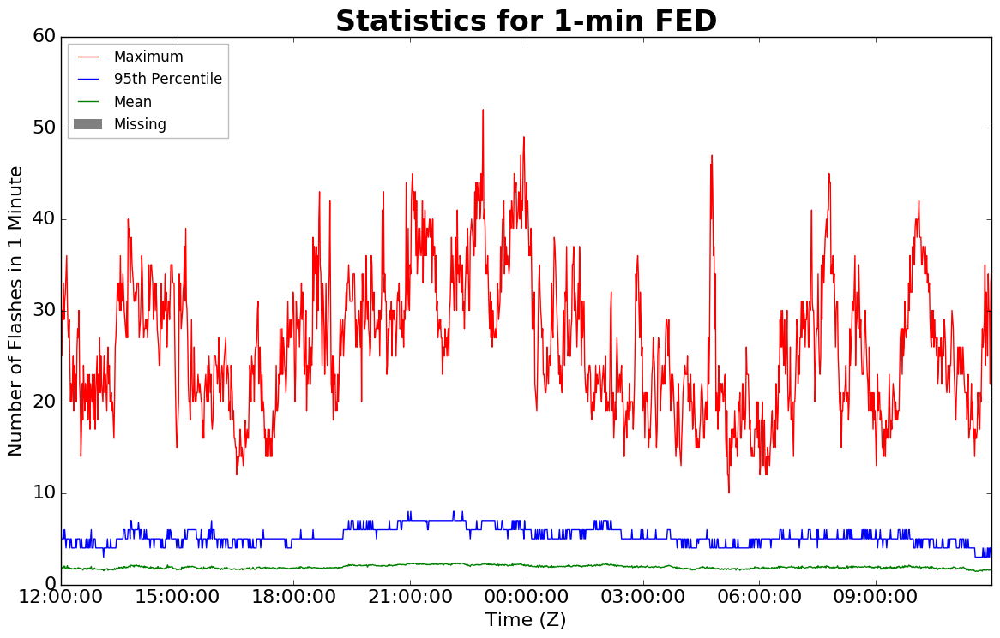 Statistics for 1-min FED
60
50
40
30
20
10
0
Number of Flashes in 1 Minute
Maximum
95th Percentile
Mean
Missing
12:00:00 15:00:00 18:00:00 21:00:00 00:00:00 03:00:00 06:00:00 09:00:00
Time (Z)